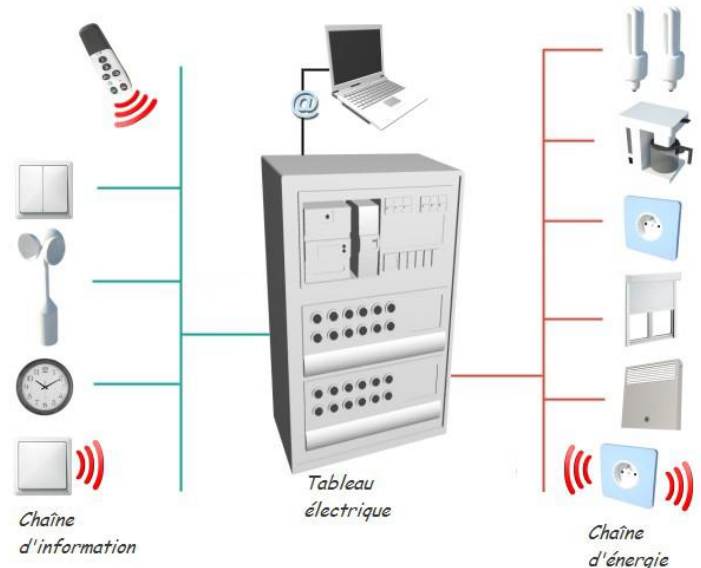 @
Tableau
électrique
Chaîne
d'information
Chaîne
d'énergie